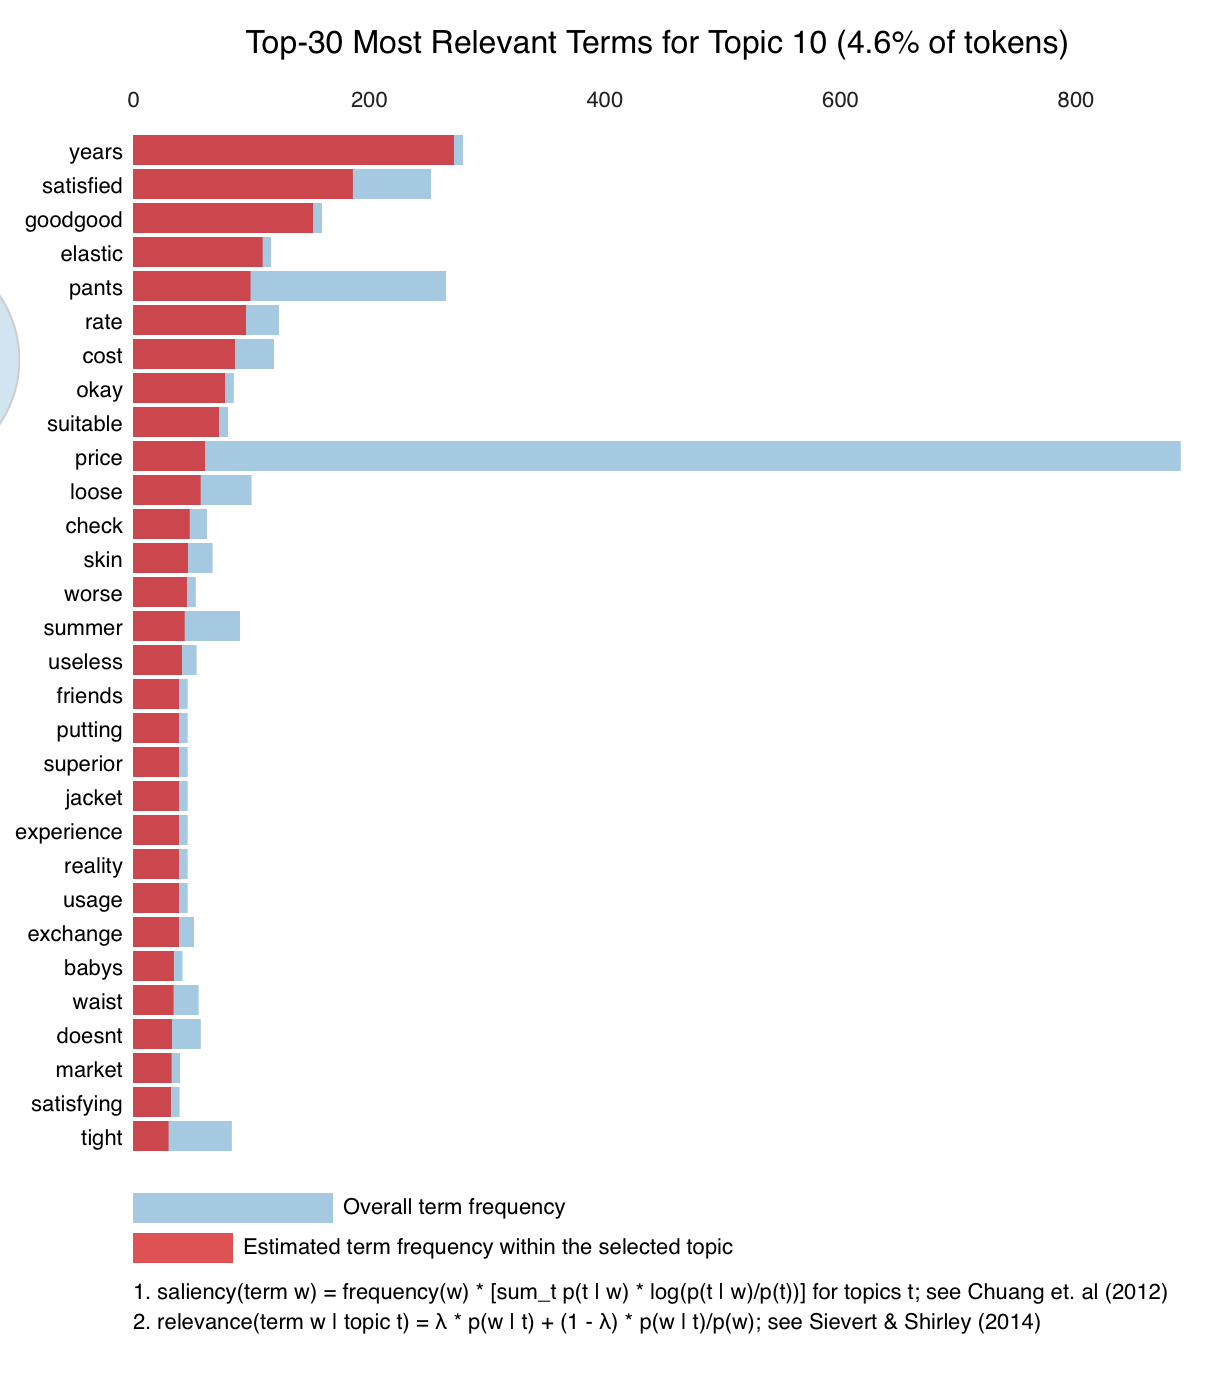 Top-30 Most Relevant Terms for Topic 10 (4.6% of tokens)
0 200 400 600 800
years
satisfied
goodgood
elastic
pants
rate
cost
okay
suitable
price
loose
check
skin
worse
summer
useless
friends
putting
superior
jacket
experience
reality
usage
exchange
babys
waist
doesnt
market
satisfying
tight
Overall term frequency
Estimated term frequency within the selected topic
1. saliency(term w) = frequency(w) * [sum_t p(t | w) * log(p(t | w)/p(t))] for topics t; see Chuang et. al (2012)
2. relevance(term w | topic t) = λ * p(w | t) + (1 - λ) * p(w | t)/p(w); see Sievert & Shirley (2014)